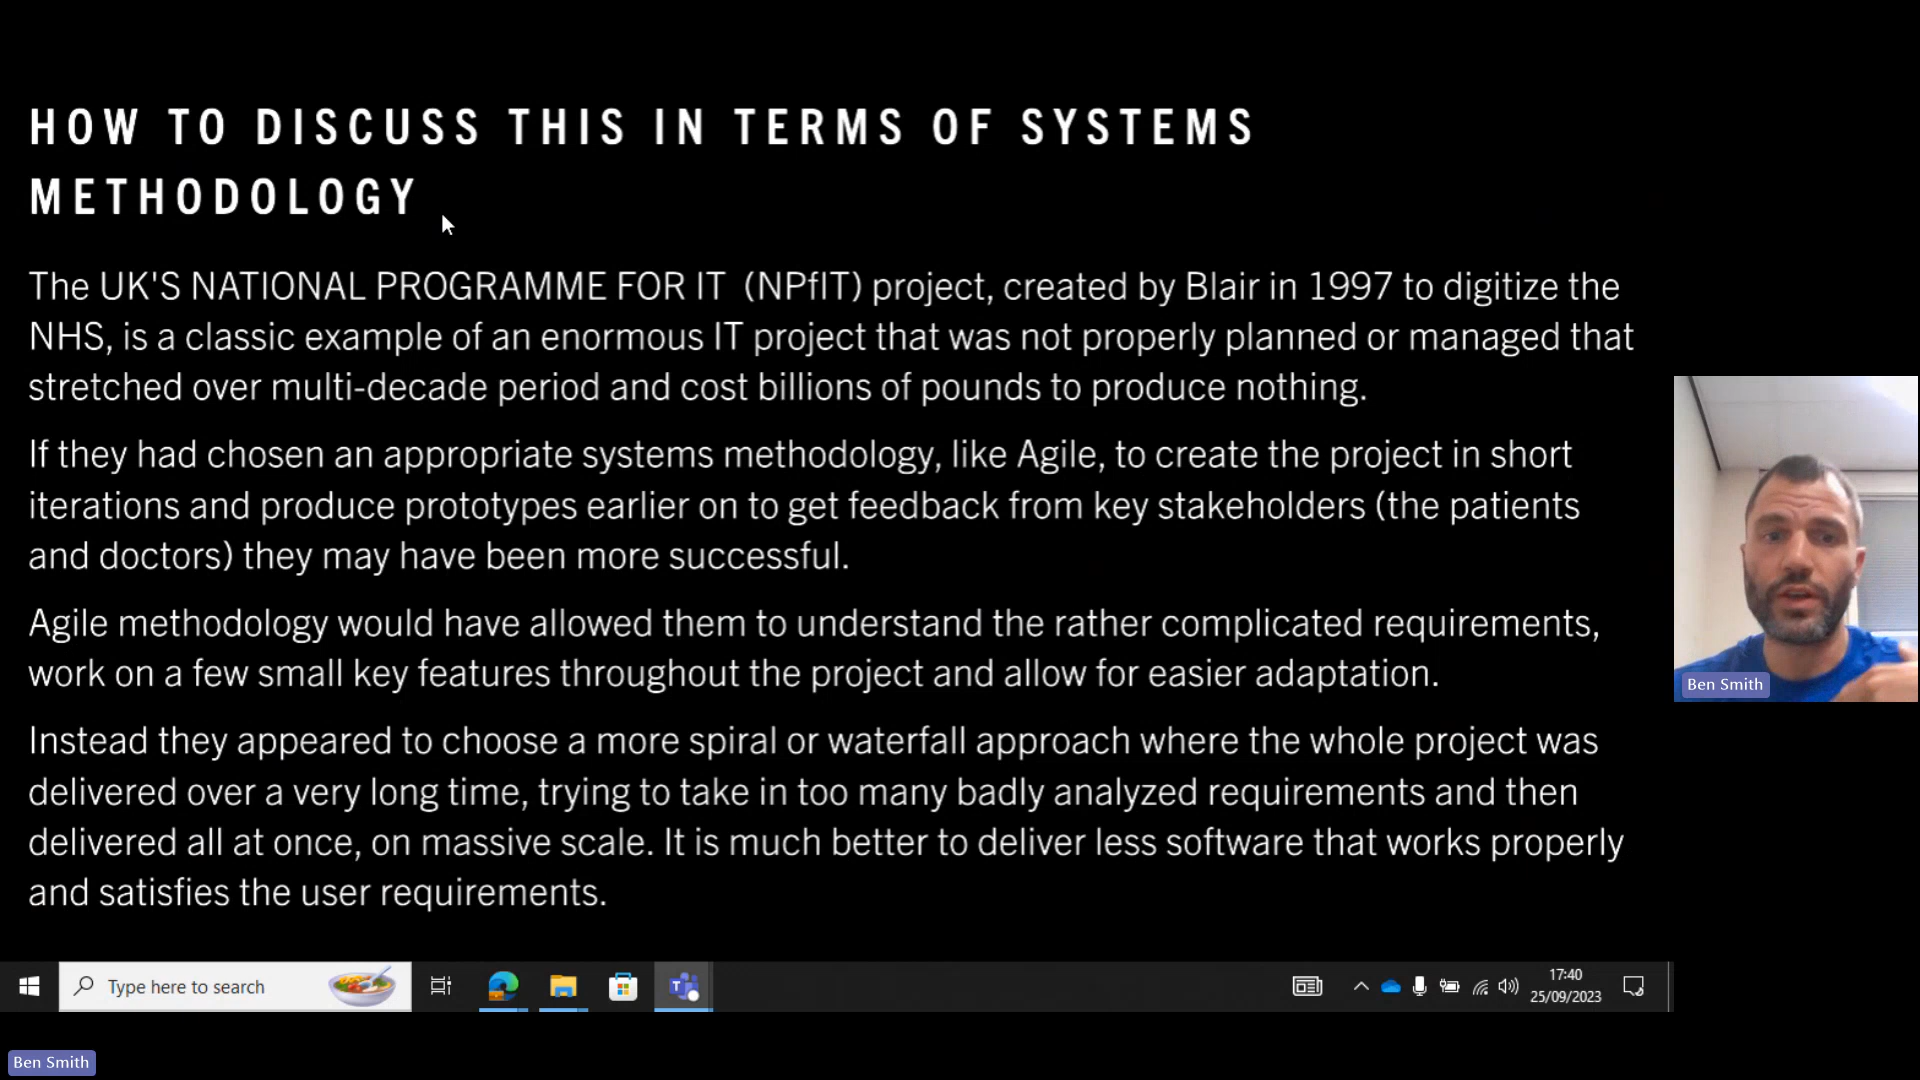 HOW TO DISCUSS THIS IN TERMS OF SYSTEMS
METHODOLOGY
The UK'S NATIONAL PROGRAMME FOR IT (NPfIT) project, created by Blair in 1997 to digitize the
NHS, is a classic example of an enormous IT project that was not properly planned or managed that
stretched over multi-decade period and cost billions of pounds to produce nothing.
If they had chosen an appropriate systems methodology, like Agile, to create the project in short
iterations and produce prototypes earlier on to get feedback from key stakeholders (the patients
and doctors) they may have been more successful.
Agile methodology would have allowed them to understand the rather complicated requirements,
work on a few small key features throughout the project and allow for easier adaptation.
Instead they appeared to choose a more spiral or waterfall approach where the whole project was
delivered over a very long time, trying to take in too many badly analyzed requirements and then
delivered all at once, on massive scale. It is much better to deliver less software that works properly
and satisfies the user requirements.
Ben Smith
Type here to search
T
17:40
25/09/2023
Ben Smith